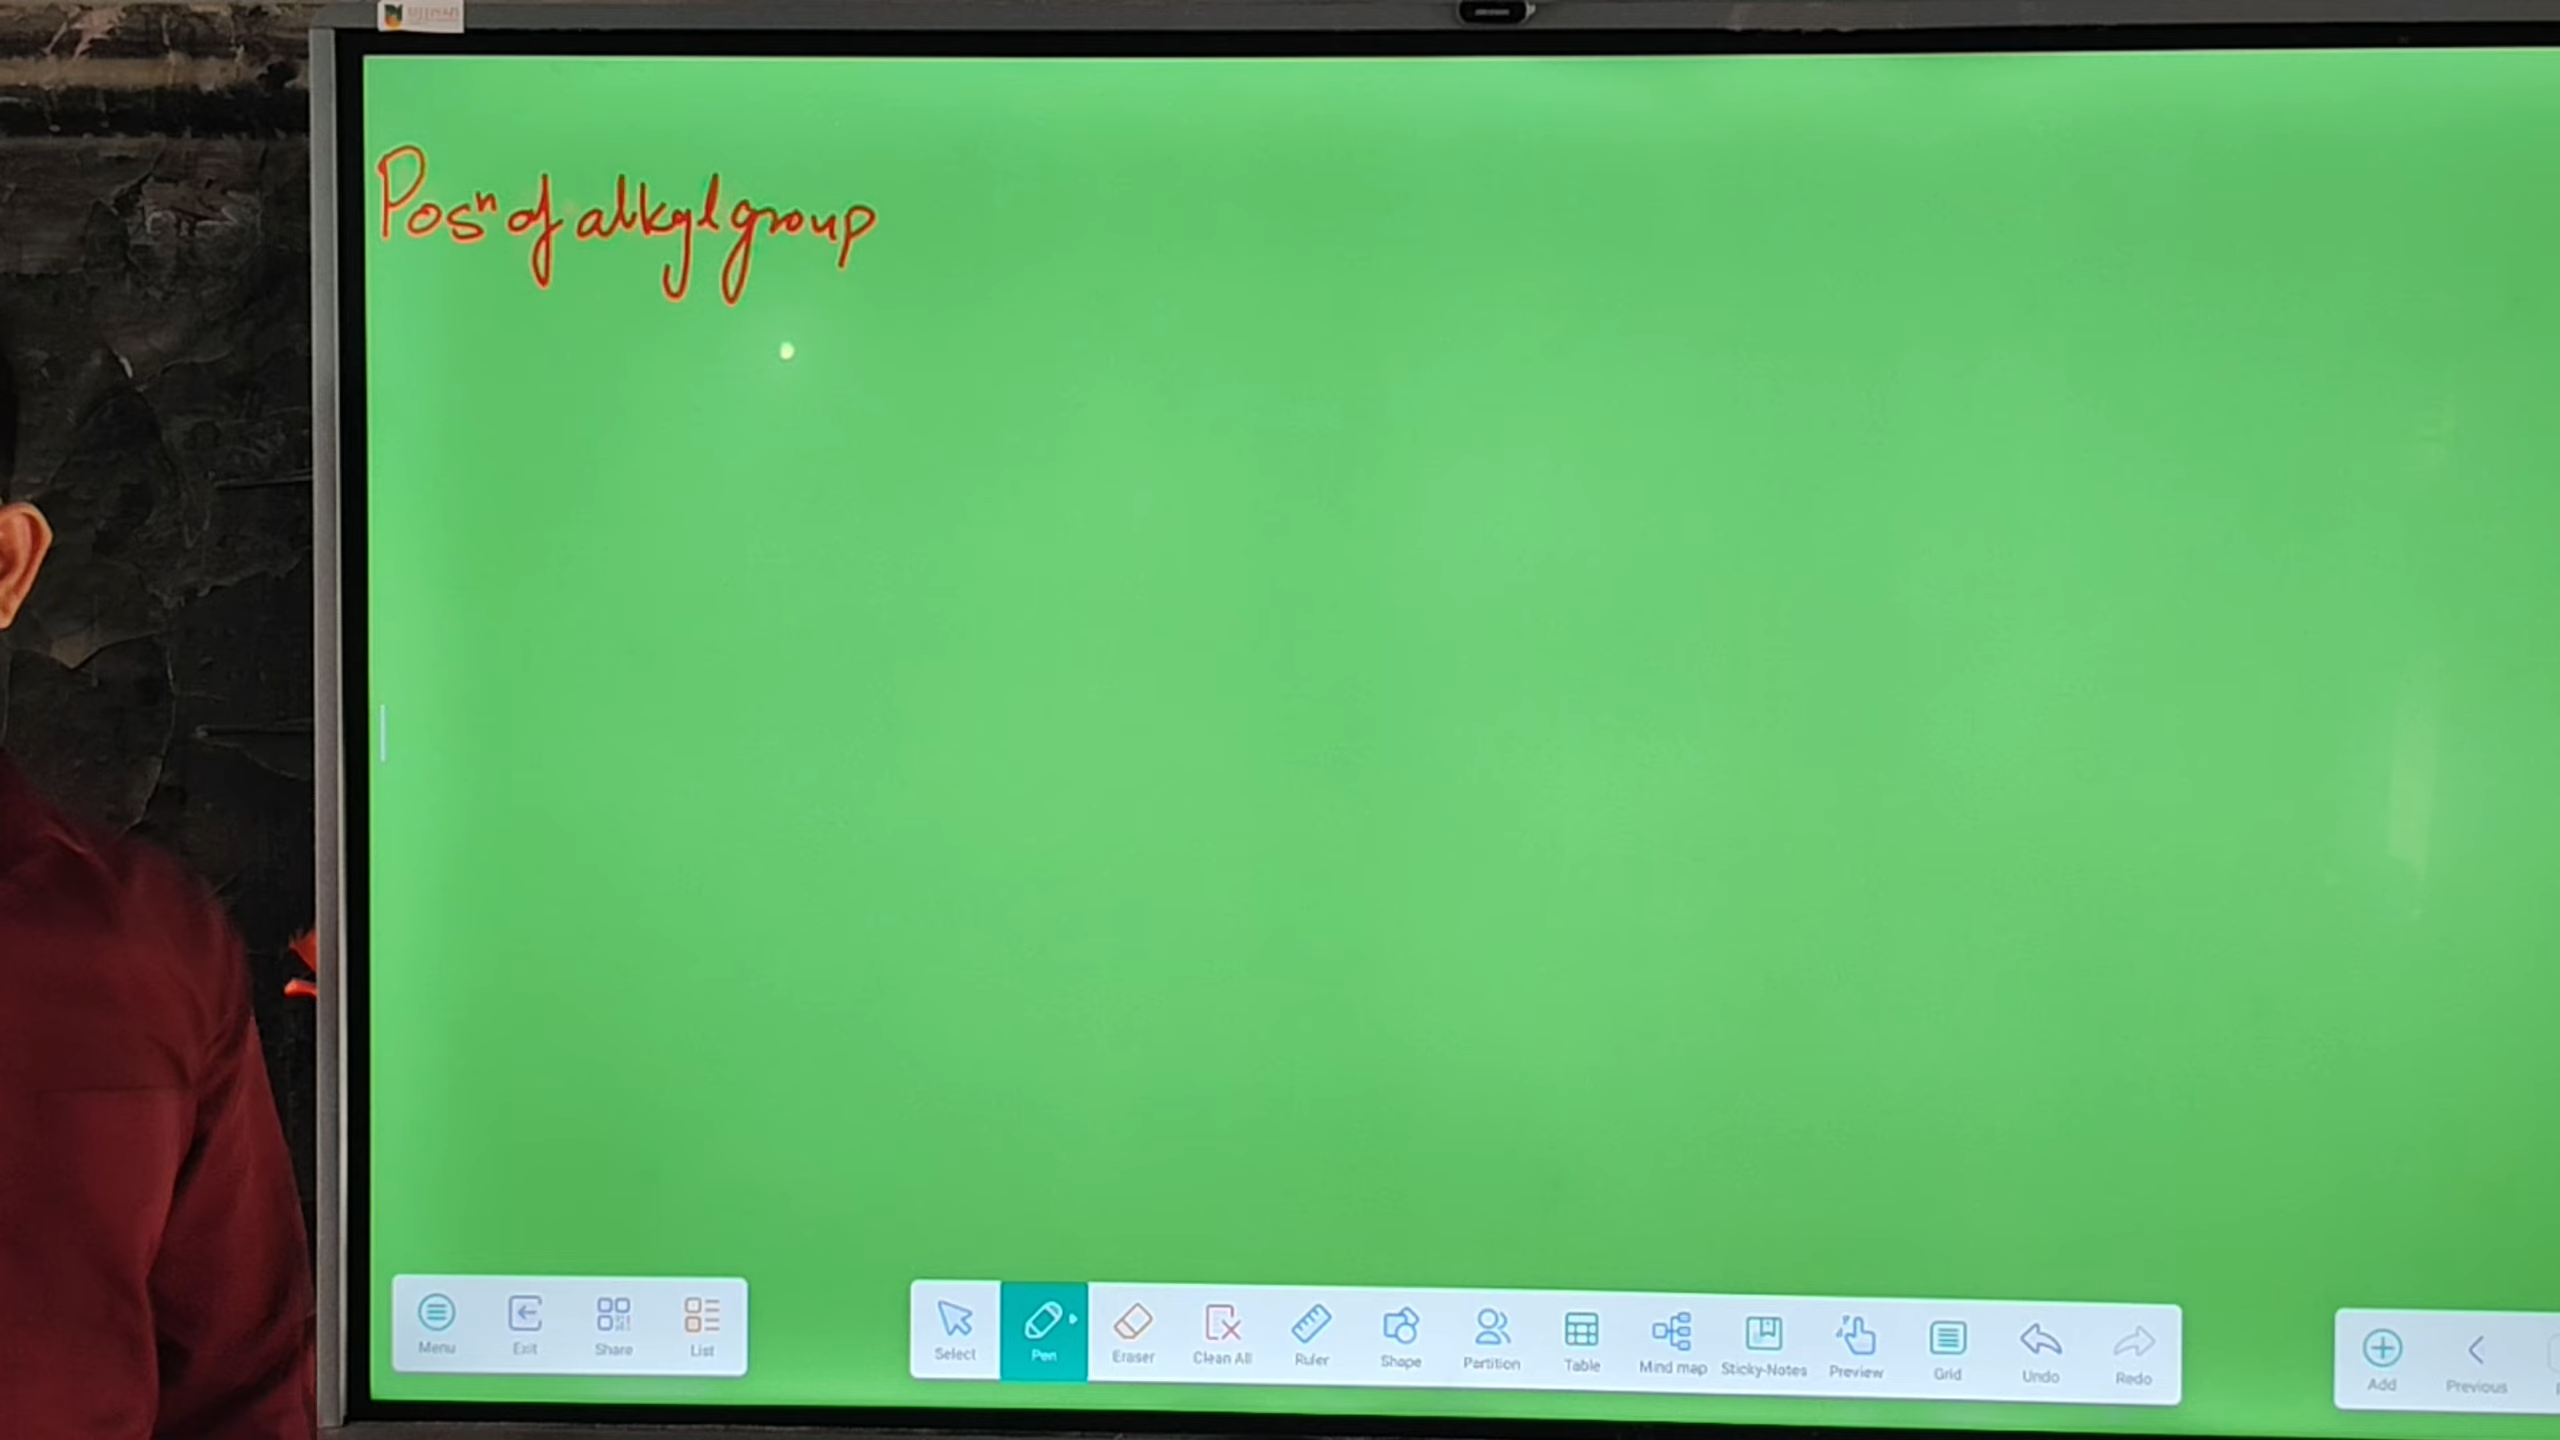 Posⁿ of alkyl group
Menu Exit Share List
Select Pen Eraser Clean All Ruler Shape Partition Table Mind map Sticky-Notes Preview Grid Undo Redo
Add Previous